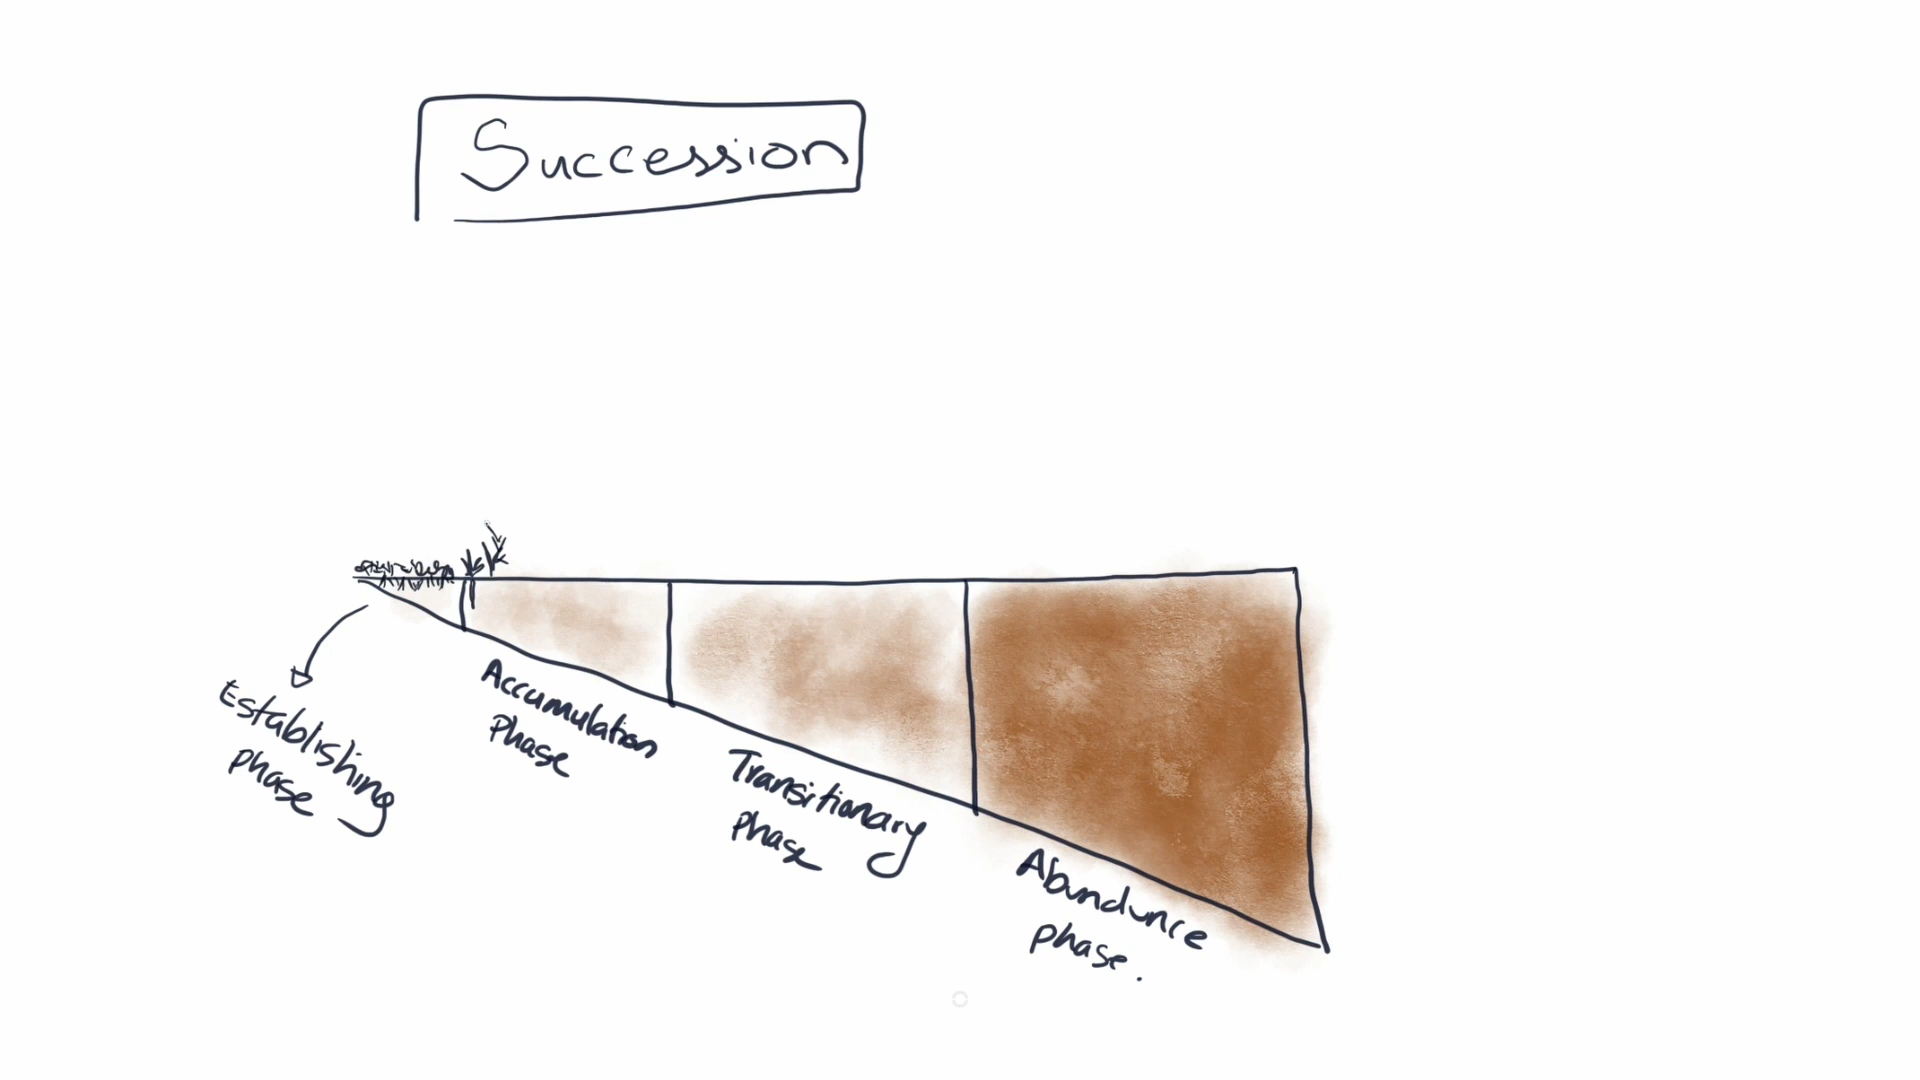 Succession
Establishing
phase
Accumulation
Phase
Transitionary
phase
Abundance
phase.